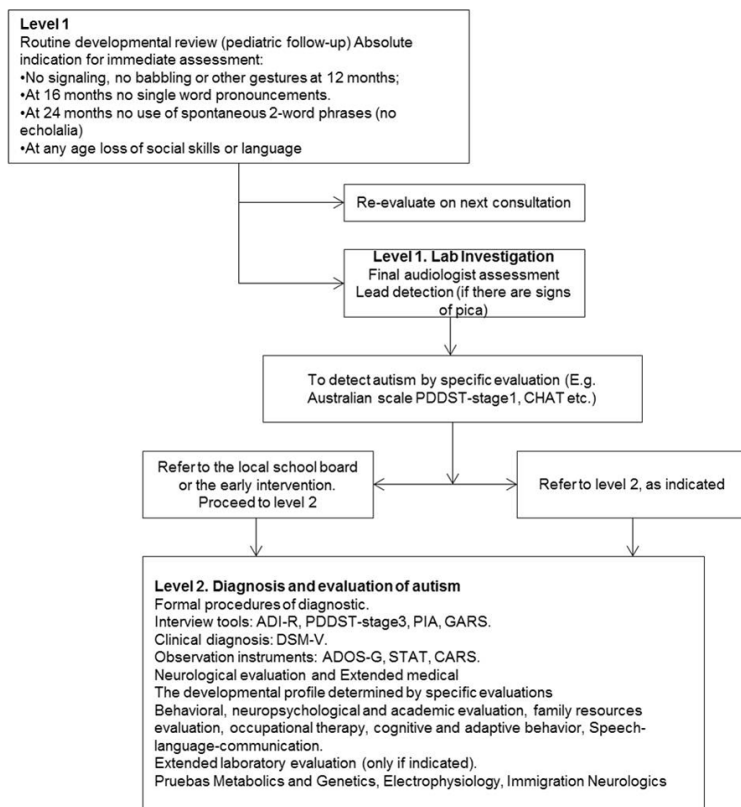 Level 1
Routine developmental review (pediatric follow-up) Absolute
indication for immediate assessment:
•No signaling, no babbling or other gestures at 12 months;
•At 16 months no single word pronouncements.
•At 24 months no use of spontaneous 2-word phrases (no
echolalia)
•At any age loss of social skills or language
Re-evaluate on next consultation
Level 1. Lab Investigation
Final audiologist assessment
Lead detection (if there are signs
of pica)
To detect autism by specific evaluation (E.g.
Australian scale PDDST-stage1, CHAT etc.)
Refer to the local school board
or the early intervention.
Proceed to level 2
Refer to level 2, as indicated
Level 2. Diagnosis and evaluation of autism
Formal procedures of diagnostic.
Interview tools: ADI-R, PDDST-stage3, PIA, GARS.
Clinical diagnosis: DSM-V.
Observation instruments: ADOS-G, STAT, CARS.
Neurological evaluation and Extended medical
The developmental profile determined by specific evaluations
Behavioral, neuropsychological and academic evaluation, family resources
evaluation, occupational therapy, cognitive and adaptive behavior, Speech-
language-communication.
Extended laboratory evaluation (only if indicated).
Pruebas Metabolics and Genetics, Electrophysiology, Immigration Neurologics